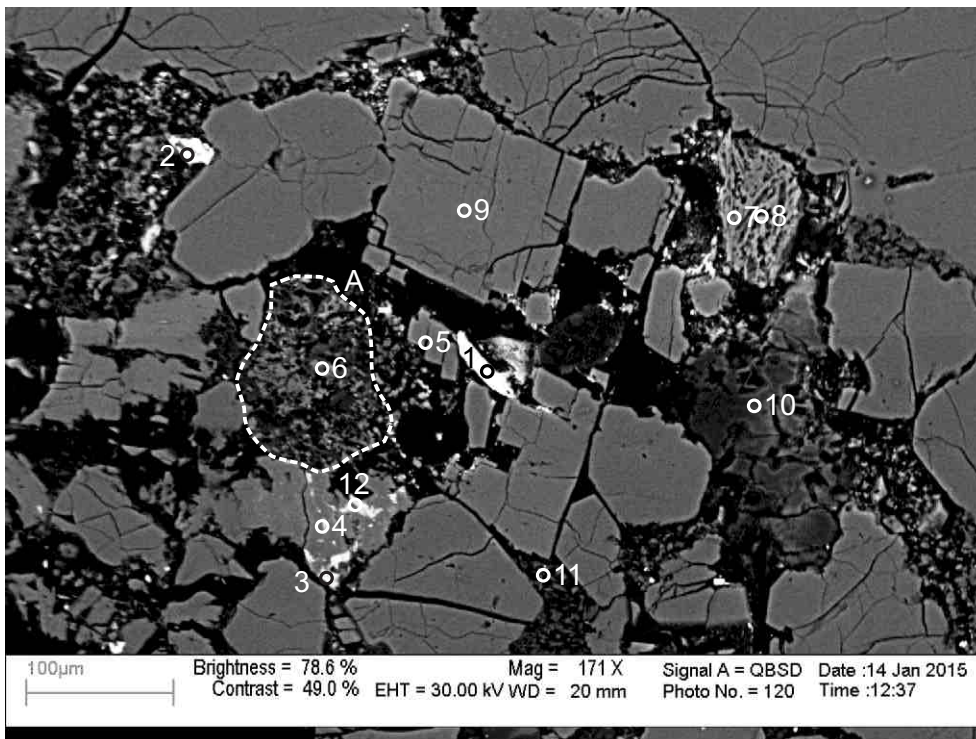 2
9
7 8
A
5
1
6
10
12
4
3
11
100µm
Brightness = 78.6 % Mag = 171 X Signal A = QBSD Date :14 Jan 2015
Contrast = 49.0 % EHT = 30.00 kV WD = 20 mm Photo No. = 120 Time :12:37